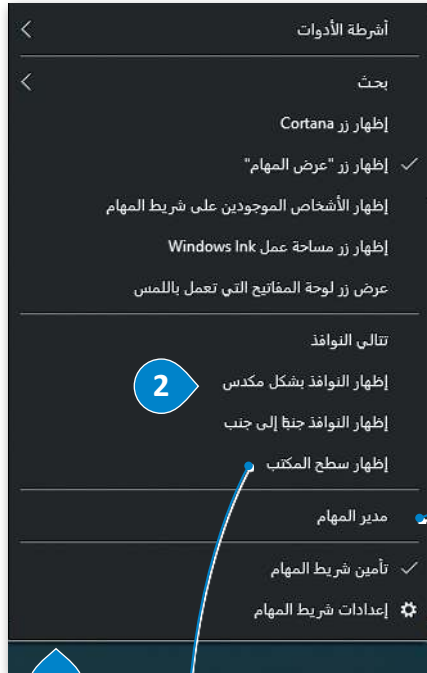 أشرطة الأدوات
بحث
إظهار زر Cortana
إظهار زر "عرض المهام"
إظهار الأشخاص الموجودين على شريط المهام
إظهار زر مساحة عمل Windows Ink
عرض زر لوحة المفاتيح التي تعمل باللمس
تتالي النوافذ
إظهار النوافذ بشكل مكدس
2
إظهار النوافذ جنبًا إلى جنب
إظهار سطح المكتب
مدير المهام
تأمين شريط المهام
إعدادات شريط المهام